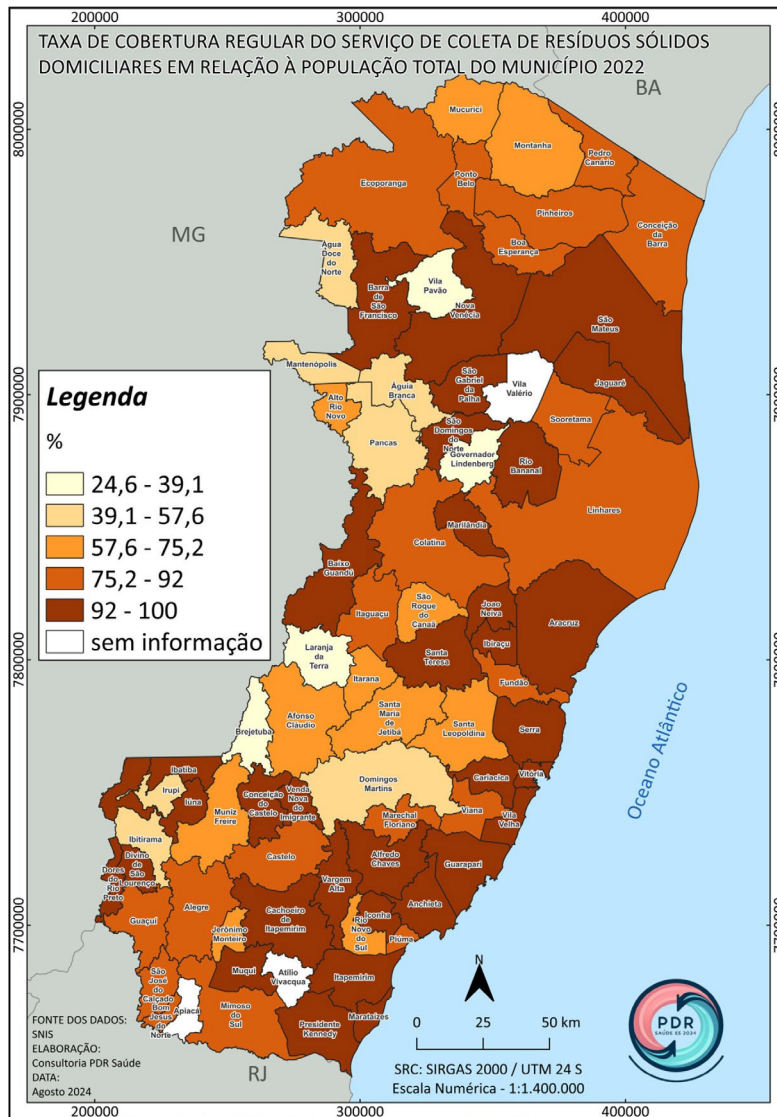 200000
300000
400000
TAXA DE COBERTURA REGULAR DO SERVIÇO DE COLETA DE RESÍDUOS SÓLIDOS
DOMICILIARES EM RELAÇÃO À POPULAÇÃO TOTAL DO MUNICÍPIO 2022
BA
8000000
8000000
Mucurici
Montanha
Pedro
Canário
Ecoporanga
Ponto
Belo
Pinheiros
Conceição
da
Barra
MG
Água
Doce
do
Norte
Boa
Esperança
Vila
Pavão
Barra
de
São
Francisco
Nova
Venécia
São
Mateus
Mantenópolis
Águia
Branca
São
Gabriel
da
Palha
Vila
Valério
Jaguaré
7900000
Alto
Rio
Novo
Sooretama
Pancas
São
Domingos
do
Norte
Governador
Lindenberg
Rio
Bananal
Linhares
Legenda
%
24,6 - 39,1
39,1 - 57,6
57,6 - 75,2
75,2 - 92
92 - 100
sem informação
Colatina
Marilândia
Baixo
Guandú
Itaguaçu
São
Roque
do
Canaã
Joao
Neiva
Aracruz
Ibiraçu
Laranja
da
Terra
Santa
Teresa
7800000
Itarana
Fundão
Brejetuba
Afonso
Cláudio
Santa
Maria
de
Jetibá
Santa
Leopoldina
Serra
Oceano Atlântico
Ibatiba
Irupi
Iúna
Conceição
do
Castelo
Venda
Nova
do
Imigrante
Domingos
Martins
Cariacica
Vitória
Muniz
Freire
Viana
Vila
Velha
Marechal
Floriano
Ibitirama
Divino
de
São
Lourenço
Dores
do
Rio
Preto
Castelo
Alfredo
Chaves
Guarapari
Vargem
Alta
Guaçuí
Alegre
Cachoeiro
de
Itapemirim
Anchieta
7700000
7700000
Jerônimo
Monteiro
Iconha
Rio
Novo
do
Sul
Piúma
Muqui
Atilio
Vivacqua
Itapemirim
São
Jose
do
Calçado
Bom
Jesus
do
Norte
Apiacá
Mimoso
do
Sul
Presidente
Kennedy
Marataízes
N
0 25 50 km
SRC: SIRGAS 2000 / UTM 24 S
Escala Numérica - 1:1.400.000
PDR
SAÚDE ES 2024
FONTE DOS DADOS:
SNIS
ELABORAÇÃO:
Consultoria PDR Saúde
DATA:
Agosto 2024
RJ
200000
300000
400000